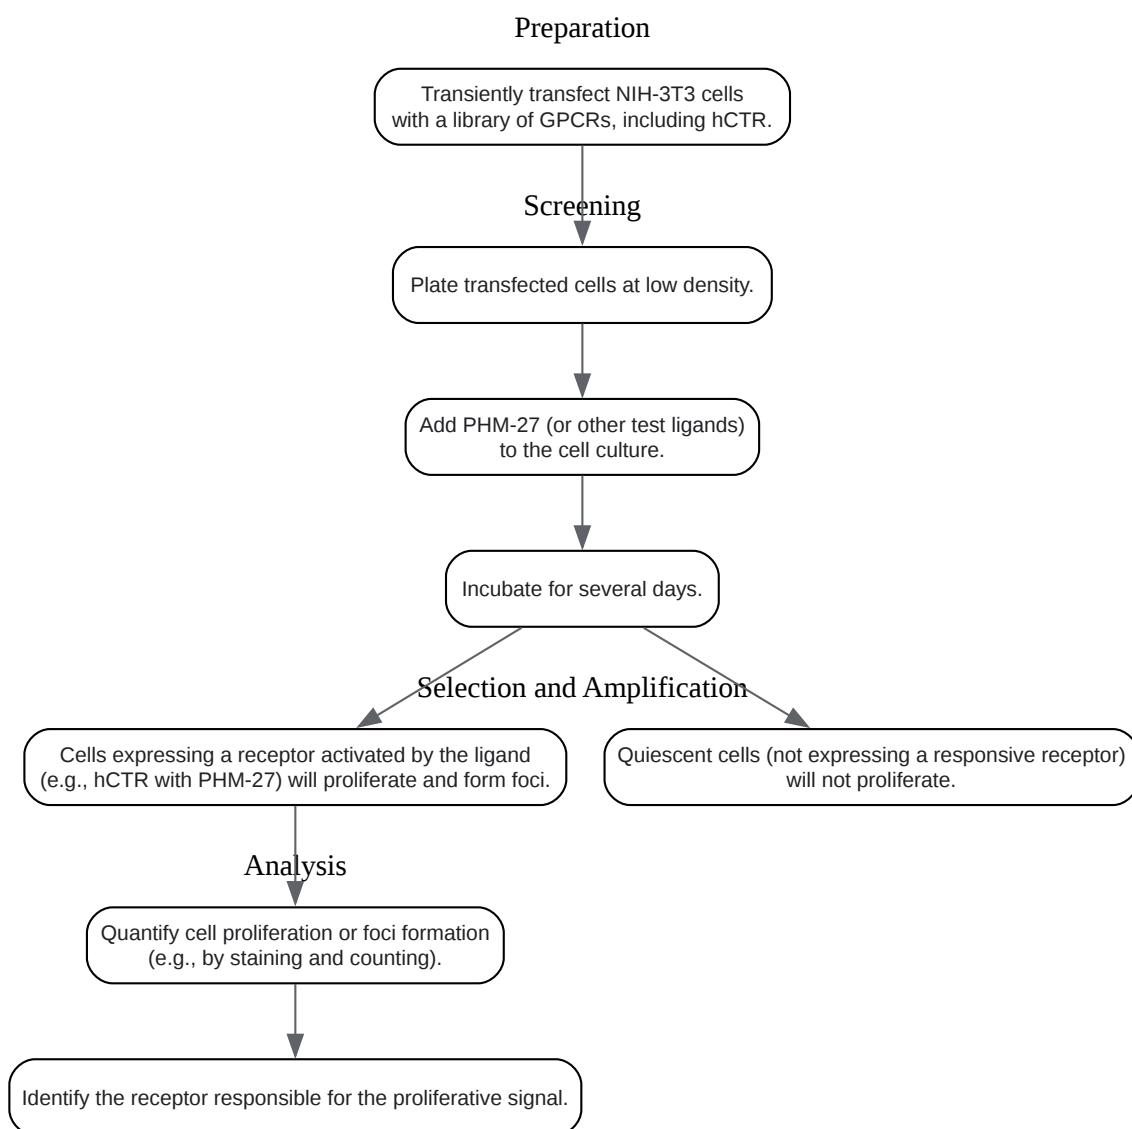 Preparation
Transiently transfect NIH-3T3 cells
with a library of GPCRs, including hCTR.
Screening
Plate transfected cells at low density.
Add PHM-27 (or other test ligands)
to the cell culture.
Incubate for several days.
Selection and Amplification
Cells expressing a receptor activated by the ligand
(e.g., hCTR with PHM-27) will proliferate and form foci.
Quiescent cells (not expressing a responsive receptor)
will not proliferate.
Analysis
Quantify cell proliferation or foci formation
(e.g., by staining and counting).
Identify the receptor responsible for the proliferative signal.